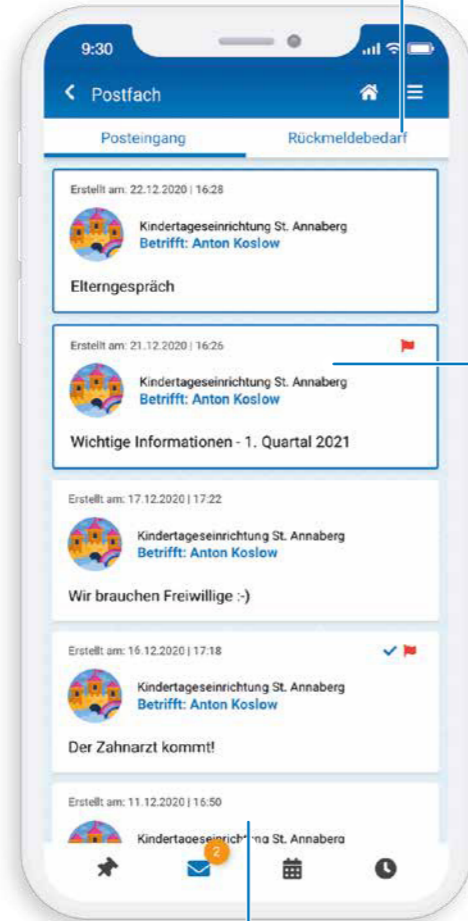 9:30
Postfach
Posteingang Rückmeldebedarf
Erstellt am: 22.12.2020 | 16:28
Kindertageseinrichtung St. Annaberg
Betrifft: Anton Koslow
Elterngespräch
Erstellt am: 21.12.2020 | 16:26
Kindertageseinrichtung St. Annaberg
Betrifft: Anton Koslow
Wichtige Informationen - 1. Quartal 2021
Erstellt am: 17.12.2020 | 17:22
Kindertageseinrichtung St. Annaberg
Betrifft: Anton Koslow
Wir brauchen Freiwillige :-)
Erstellt am: 16.12.2020 | 17:18
Kindertageseinrichtung St. Annaberg
Betrifft: Anton Koslow
Der Zahnarzt kommt!
Erstellt am: 11.12.2020 | 16:50
Kindertageseinrichtung St. Annaberg
2